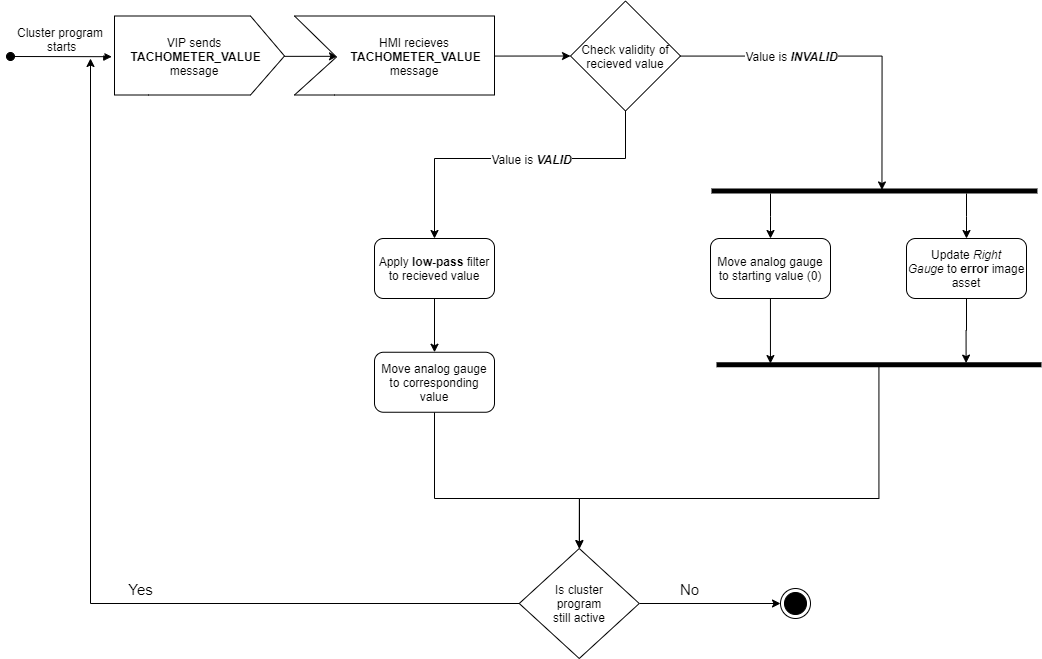 Cluster program
starts
VIP sends
TACHOMETER_VALUE
message
HMI recieves
TACHOMETER_VALUE
message
Check validity of
recieved value
Value is INVALID
Value is VALID
Apply low-pass filter
to recieved value
Move analog gauge
to starting value (0)
Update Right
Gauge to error image
asset
Move analog gauge
to corresponding
value
Is cluster
program
still active
Yes
No